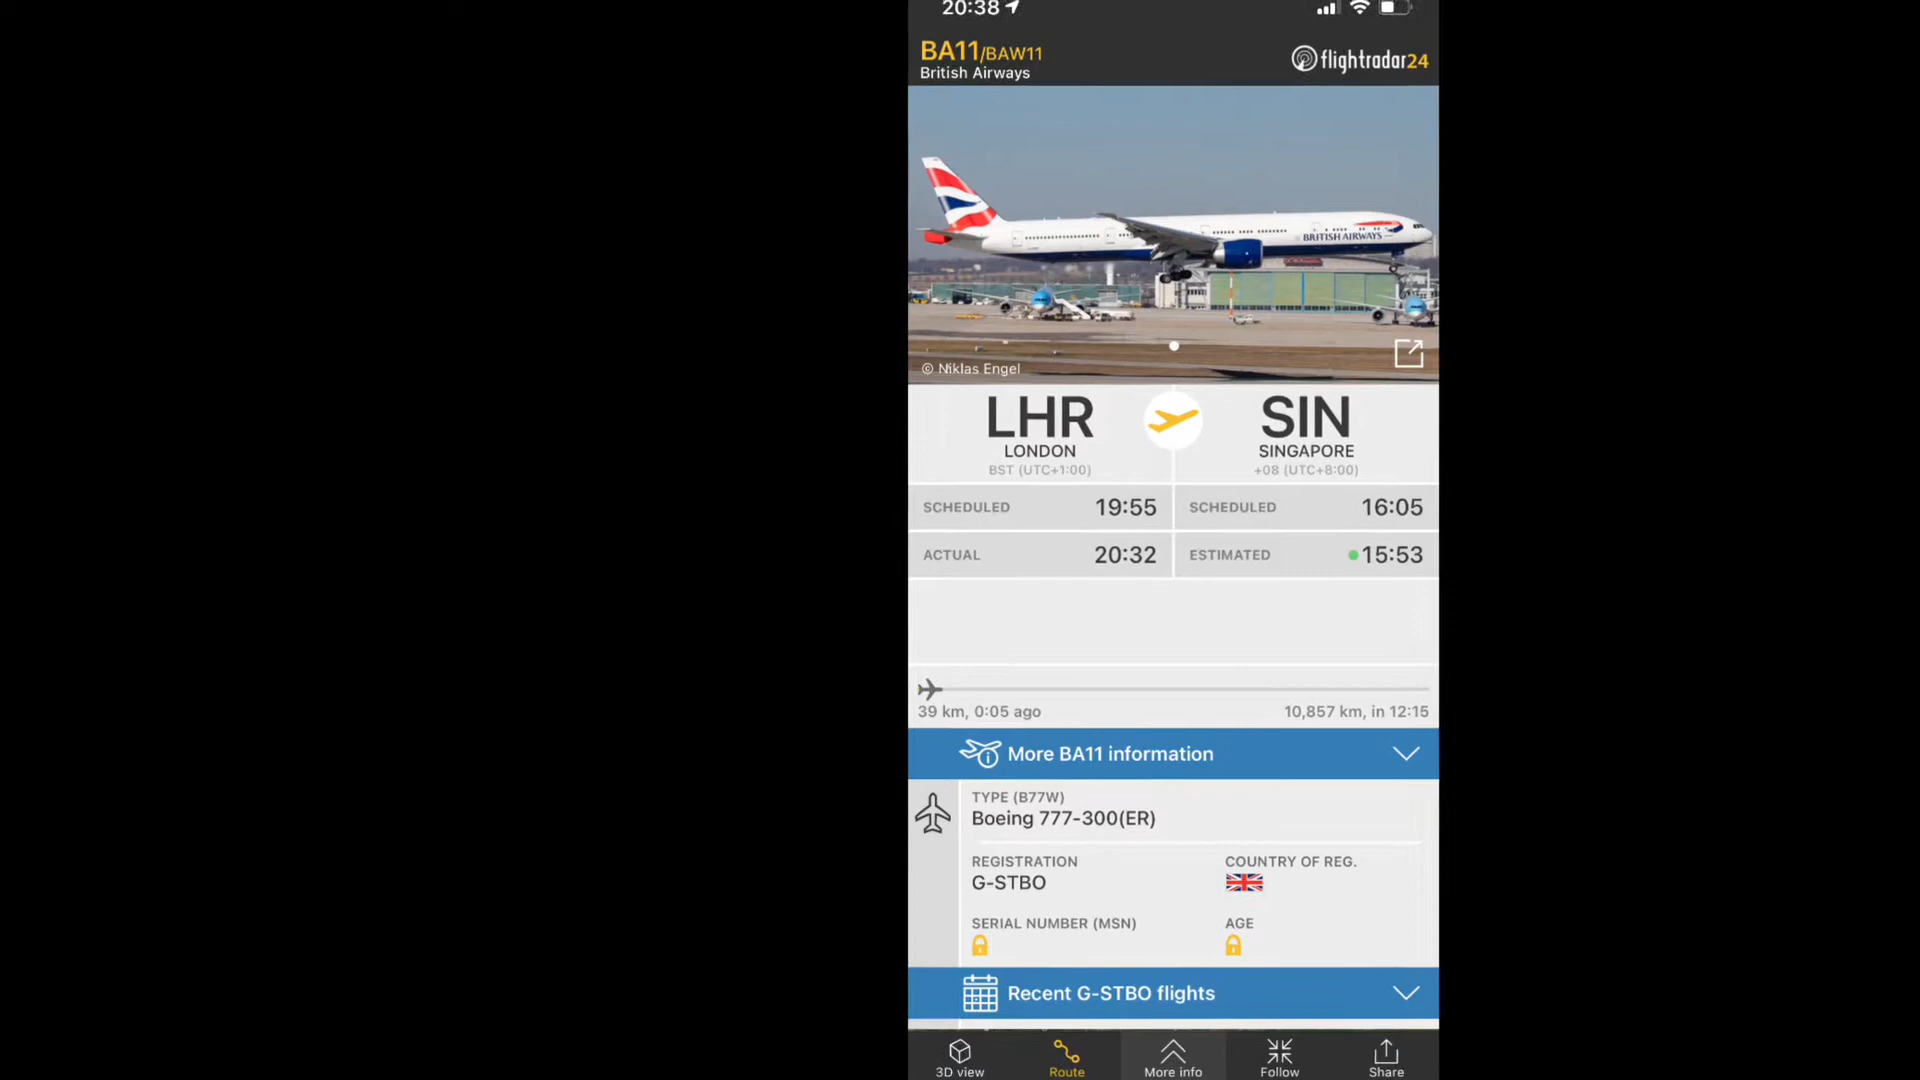 20:38
BA11/BAW11
British Airways
flightradar24
BRITISH AIRWAYS
© Niklas Engel
LHR
LONDON
BST (UTC+1:00)
SIN
SINGAPORE
+08 (UTC+8:00)
SCHEDULED 19:55
SCHEDULED 16:05
ACTUAL 20:32
ESTIMATED 15:53
39 km, 0:05 ago
10,857 km, in 12:15
More BA11 information
TYPE (B77W)
Boeing 777-300(ER)
REGISTRATION
G-STBO
COUNTRY OF REG.
SERIAL NUMBER (MSN)
AGE
Recent G-STBO flights
3D view
Route
More info
Follow
Share